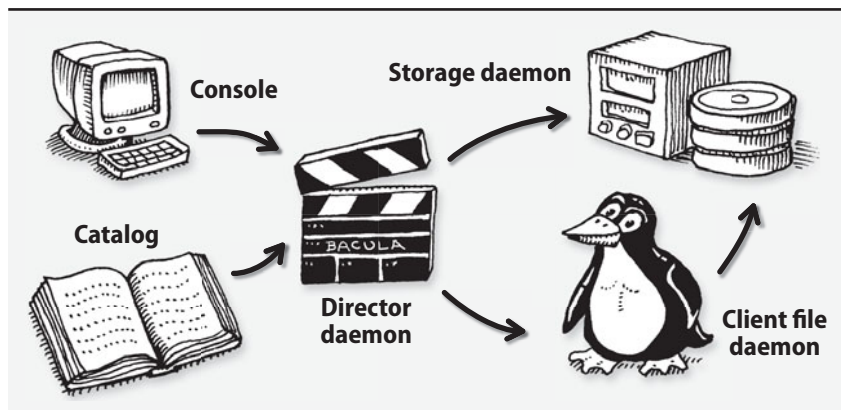 Console
Storage daemon
Catalog
BACULA
Director
daemon
Client file
daemon